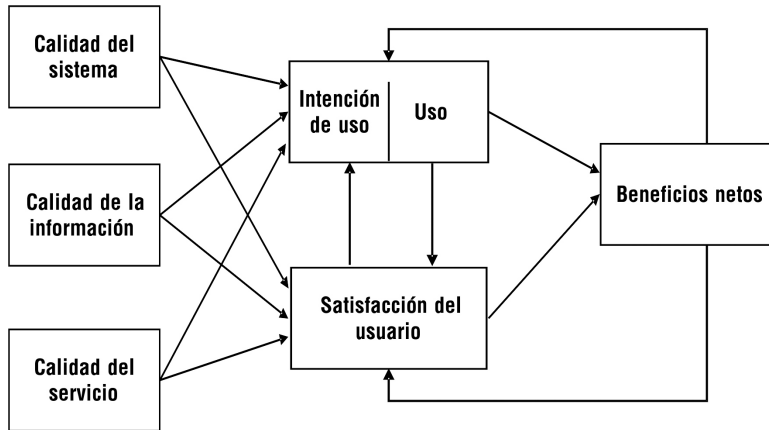 Calidad del
sistema
Intención
de uso
Uso
Calidad de la
información
Beneficios netos
Satisfacción del
usuario
Calidad del
servicio